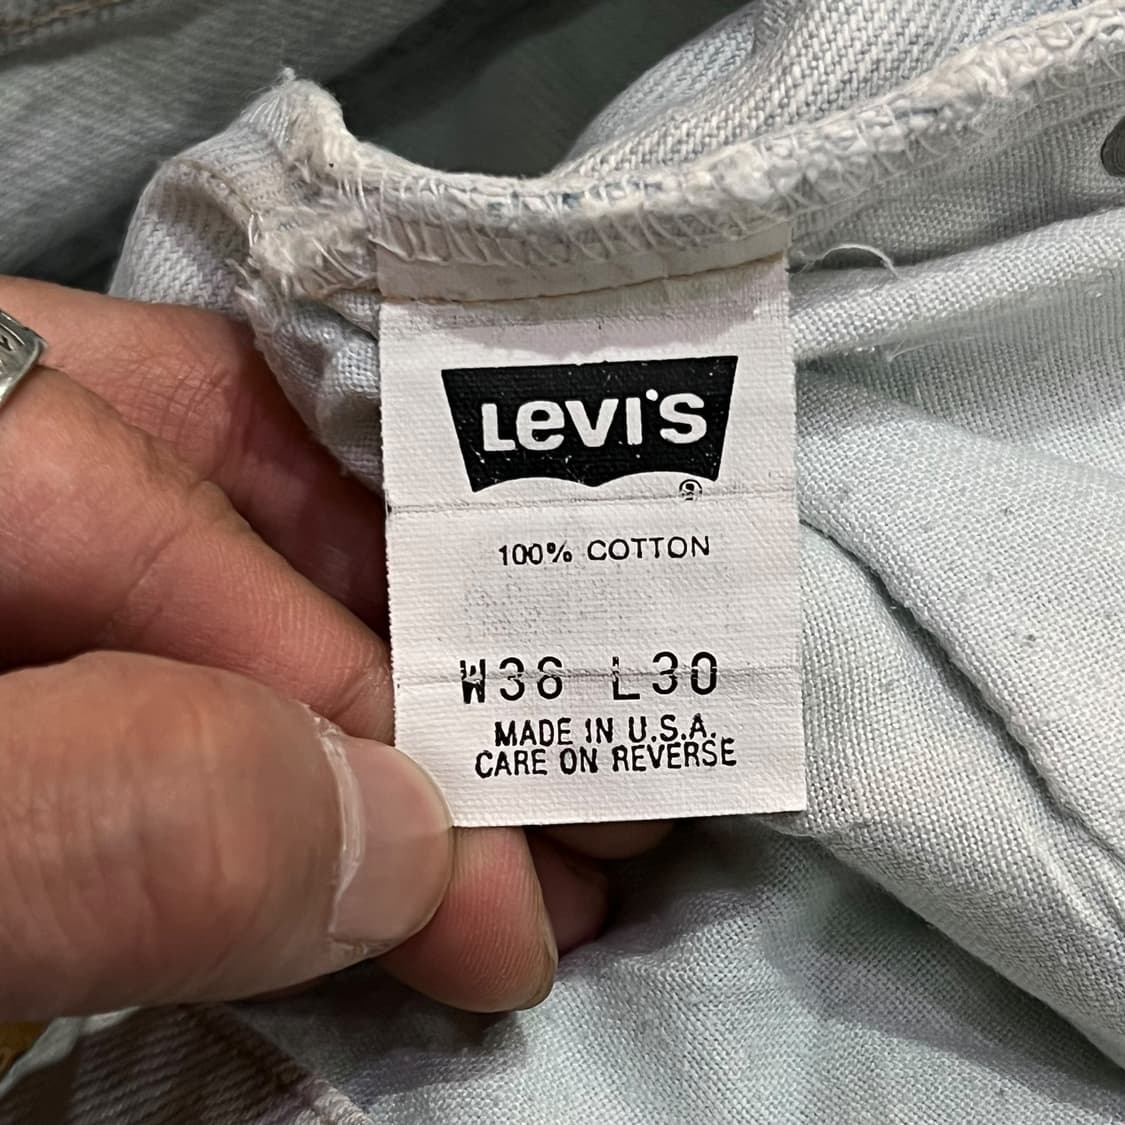 LEVI'S
®
100% COTTON
W36 L30
MADE IN U.S.A.
CARE ON REVERSE